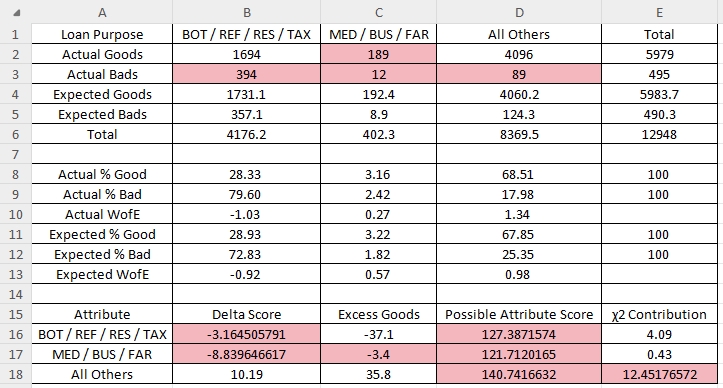 A B C D E
1 Loan Purpose BOT / REF / RES / TAX MED / BUS / FAR All Others Total
2 Actual Goods 1694 189 4096 5979
3 Actual Bads 394 12 89 495
4 Expected Goods 1731.1 192.4 4060.2 5983.7
5 Expected Bads 357.1 8.9 124.3 490.3
6 Total 4176.2 402.3 8369.5 12948
7
8 Actual % Good 28.33 3.16 68.51 100
9 Actual % Bad 79.60 2.42 17.98 100
10 Actual WofE -1.03 0.27 1.34
11 Expected % Good 28.93 3.22 67.85 100
12 Expected % Bad 72.83 1.82 25.35 100
13 Expected WofE -0.92 0.57 0.98
14
15 Attribute Delta Score Excess Goods Possible Attribute Score χ2 Contribution
16 BOT / REF / RES / TAX -3.164505791 -37.1 127.3871574 4.09
17 MED / BUS / FAR -8.839646617 -3.4 121.7120165 0.43
18 All Others 10.19 35.8 140.7416632 12.45176572